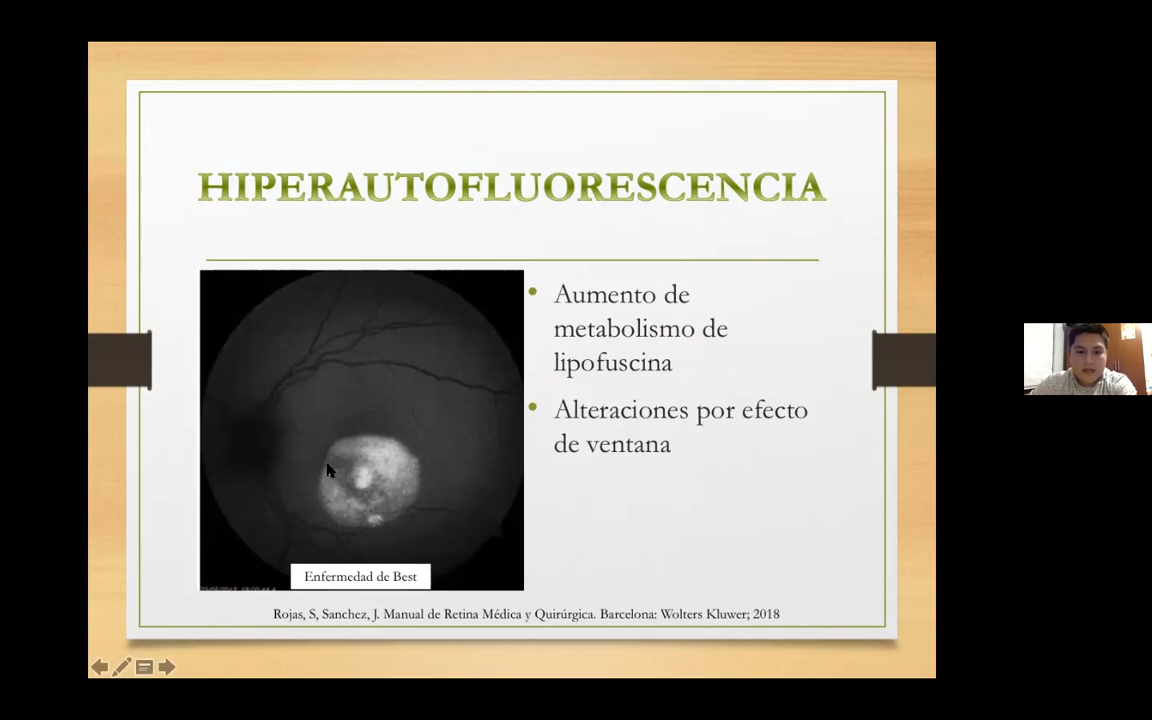 HIPERAUTOFLUORESCENCIA
• Aumento de
metabolismo de
lipofuscina
• Alteraciones por efecto
de ventana
Enfermedad de Best
Rojas, S, Sanchez, J. Manual de Retina Médica y Quirúrgica. Barcelona: Wolters Kluwer; 2018